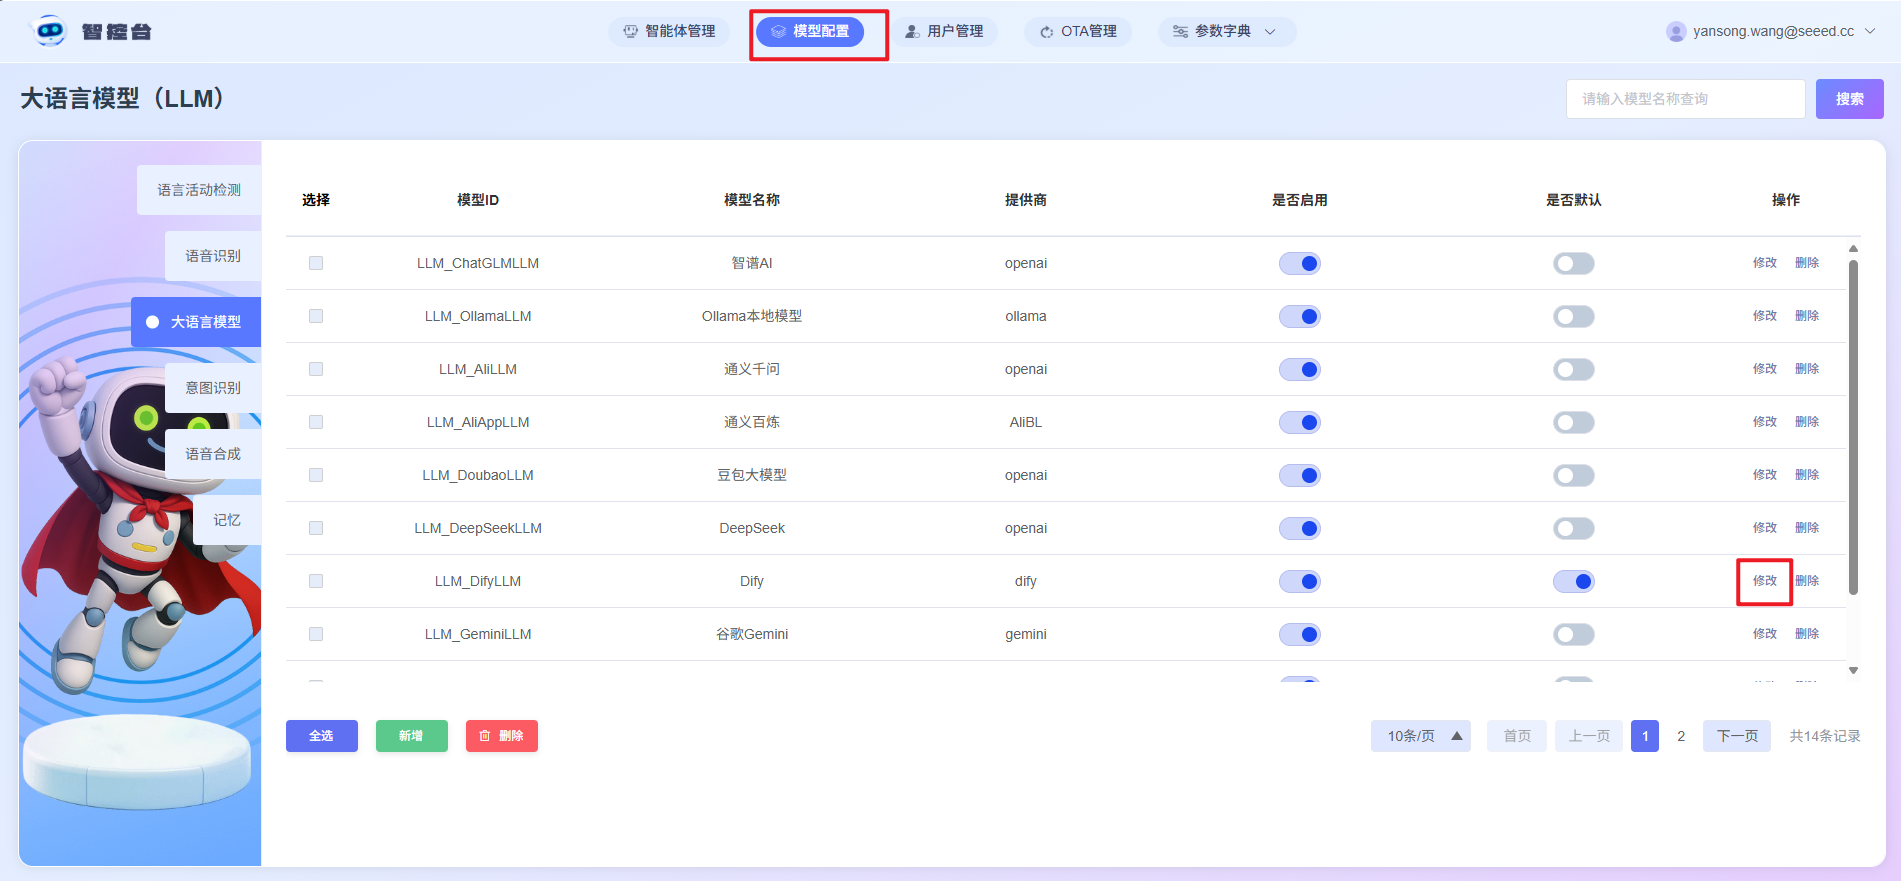 智控台
智能体管理
模型配置
用户管理
OTA管理
参数字典
yansong.wang@seeed.cc
大语言模型（LLM）
请输入模型名称查询
搜索
语言活动检测
语音识别
大语言模型
意图识别
语音合成
记忆
选择 模型ID 模型名称 提供商 是否启用 是否默认 操作
LLM_ChatGLMLLM 智谱AI openai 修改 删除
LLM_OllamaLLM Ollama本地模型 ollama 修改 删除
LLM_AliLLM 通义千问 openai 修改 删除
LLM_AliAppLLM 通义百炼 AliBL 修改 删除
LLM_DoubaoLLM 豆包大模型 openai 修改 删除
LLM_DeepSeekLLM DeepSeek openai 修改 删除
LLM_DifyLLM Dify dify 修改 删除
LLM_GeminiLLM 谷歌Gemini gemini 修改 删除
全选 新增 删除
10条/页 首页 上一页 1 2 下一页 共14条记录